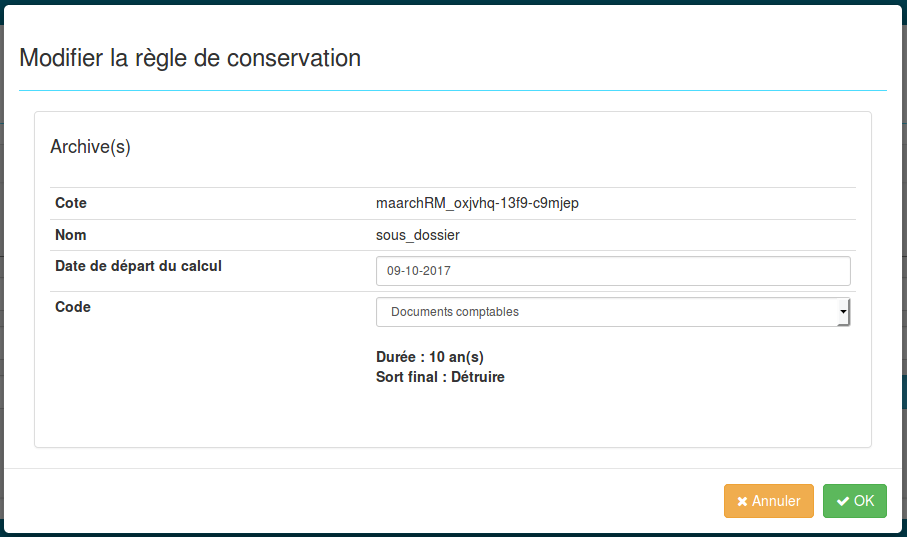 Modifier la règle de conservation
Archive(s)
Cote maarchRM_oxjvhq-13f9-c9mjep
Nom sous_dossier
Date de départ du calcul 09-10-2017
Code Documents comptables
Durée : 10 an(s)
Sort final : Détruire
Annuler OK